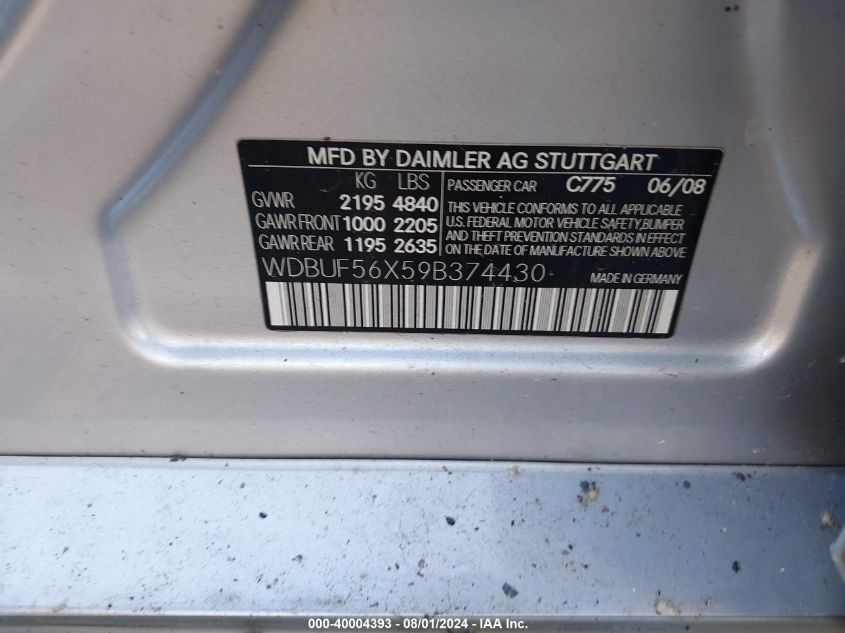 MFD BY DAIMLER AG STUTTGART
KG LBS
GVWR 2195 4840
GAWR FRONT 1000 2205
GAWR REAR 1195 2635
PASSENGER CAR C775 06/08
THIS VEHICLE CONFORMS TO ALL APPLICABLE
U.S. FEDERAL MOTOR VEHICLE SAFETY,BUMPER
AND THEFT PREVENTION STANDARDS IN EFFECT
ON THE DATE OF MANUFACTURE SHOWN ABOVE.
WDBUF56X59B374430 MADE IN GERMANY
000-40004393 - 08/01/2024 - IAA Inc.